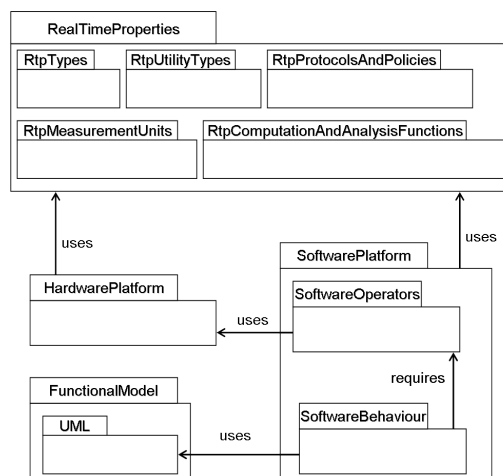 RealTimeProperties
RtpTypes
RtpUtilityTypes
RtpProtocolsAndPolicies
RtpMeasurementUnits
RtpComputationAndAnalysisFunctions
uses
uses
SoftwarePlatform
HardwarePlatform
SoftwareOperators
uses
requires
FunctionalModel
SoftwareBehaviour
UML
uses